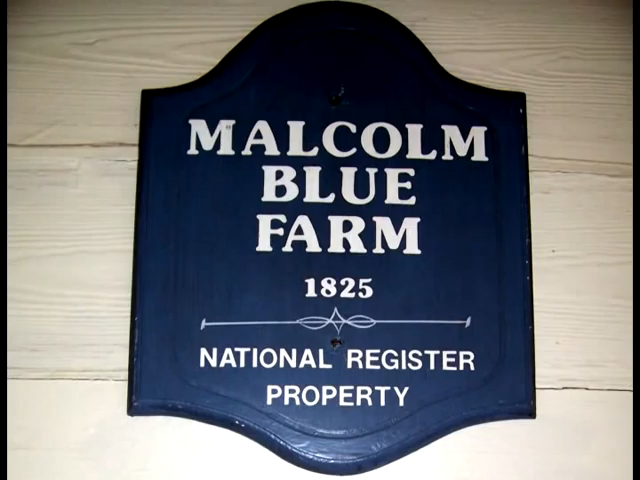 MALCOLM
BLUE
FARM
1825
NATIONAL REGISTER
PROPERTY